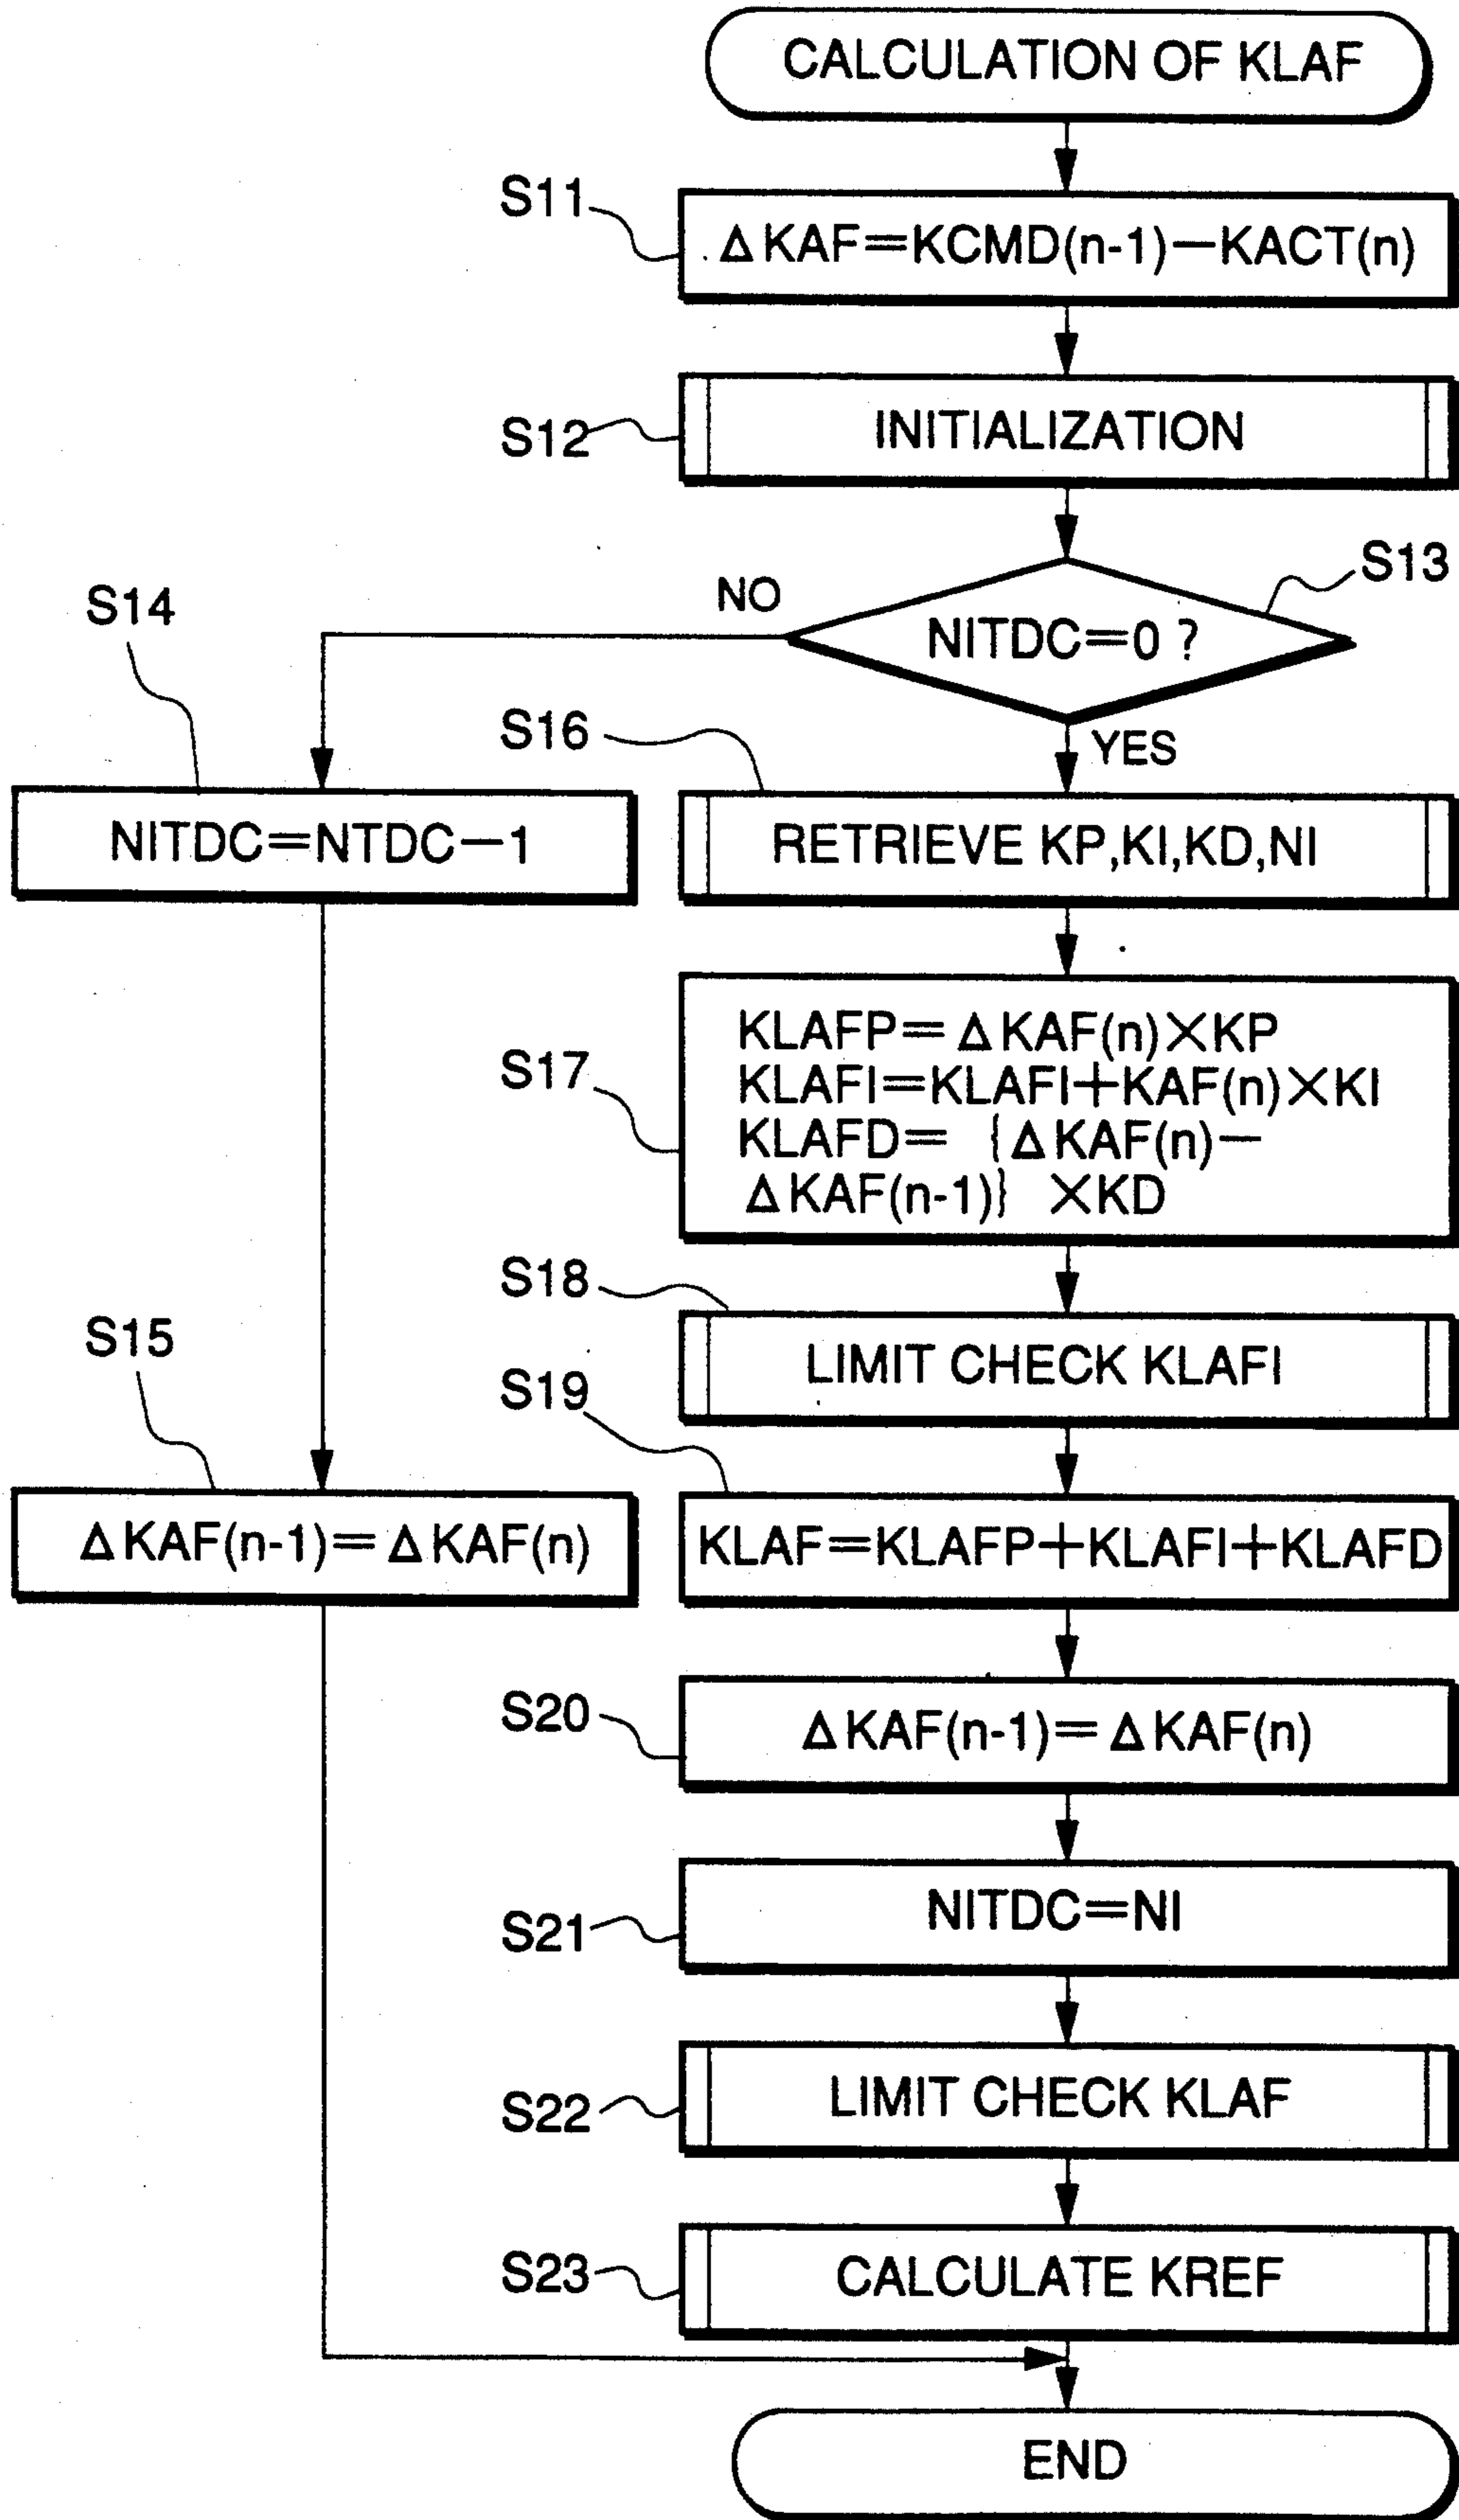 CALCULATION OF KLAF
S11
ΔKAF=KCMD(n-1)−KACT(n)
S12
INITIALIZATION
S13
NITDC=0 ?
NO
YES
S14
NITDC=NTDC−1
S16
RETRIEVE KP,KI,KD,NI
S17
KLAFP=ΔKAF(n)×KP
KLAFI=KLAFI+KAF(n)×KI
KLAFD= {ΔKAF(n)−
ΔKAF(n-1)} ×KD
S18
LIMIT CHECK KLAFI
S15
ΔKAF(n-1)=ΔKAF(n)
S19
KLAF=KLAFP+KLAFI+KLAFD
S20
ΔKAF(n-1)=ΔKAF(n)
S21
NITDC=NI
S22
LIMIT CHECK KLAF
S23
CALCULATE KREF
END